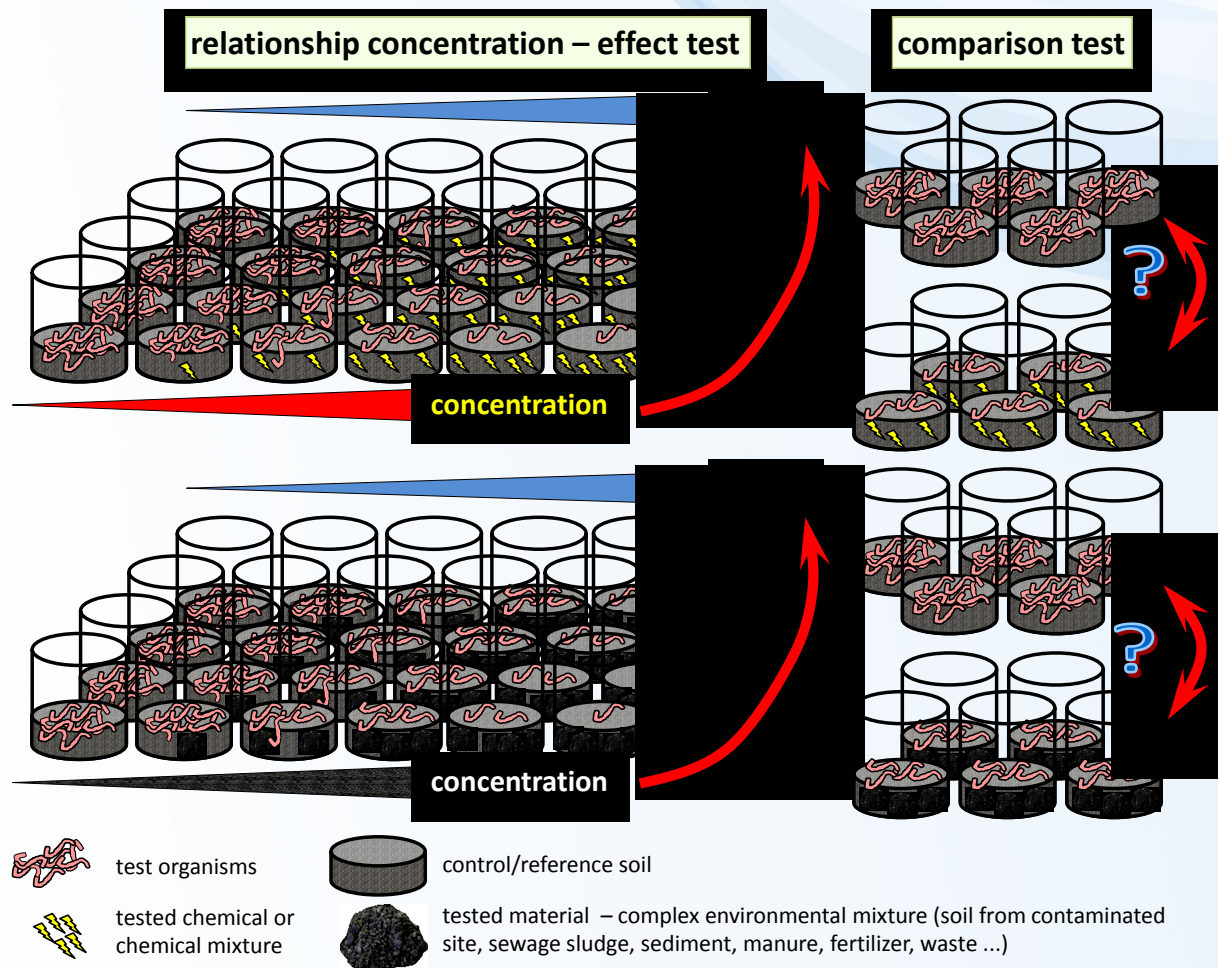 relationship concentration – effect test
comparison test
?
concentration
?
concentration
test organisms
control/reference soil
tested chemical or
chemical mixture
tested material – complex environmental mixture (soil from contaminated
site, sewage sludge, sediment, manure, fertilizer, waste ...)